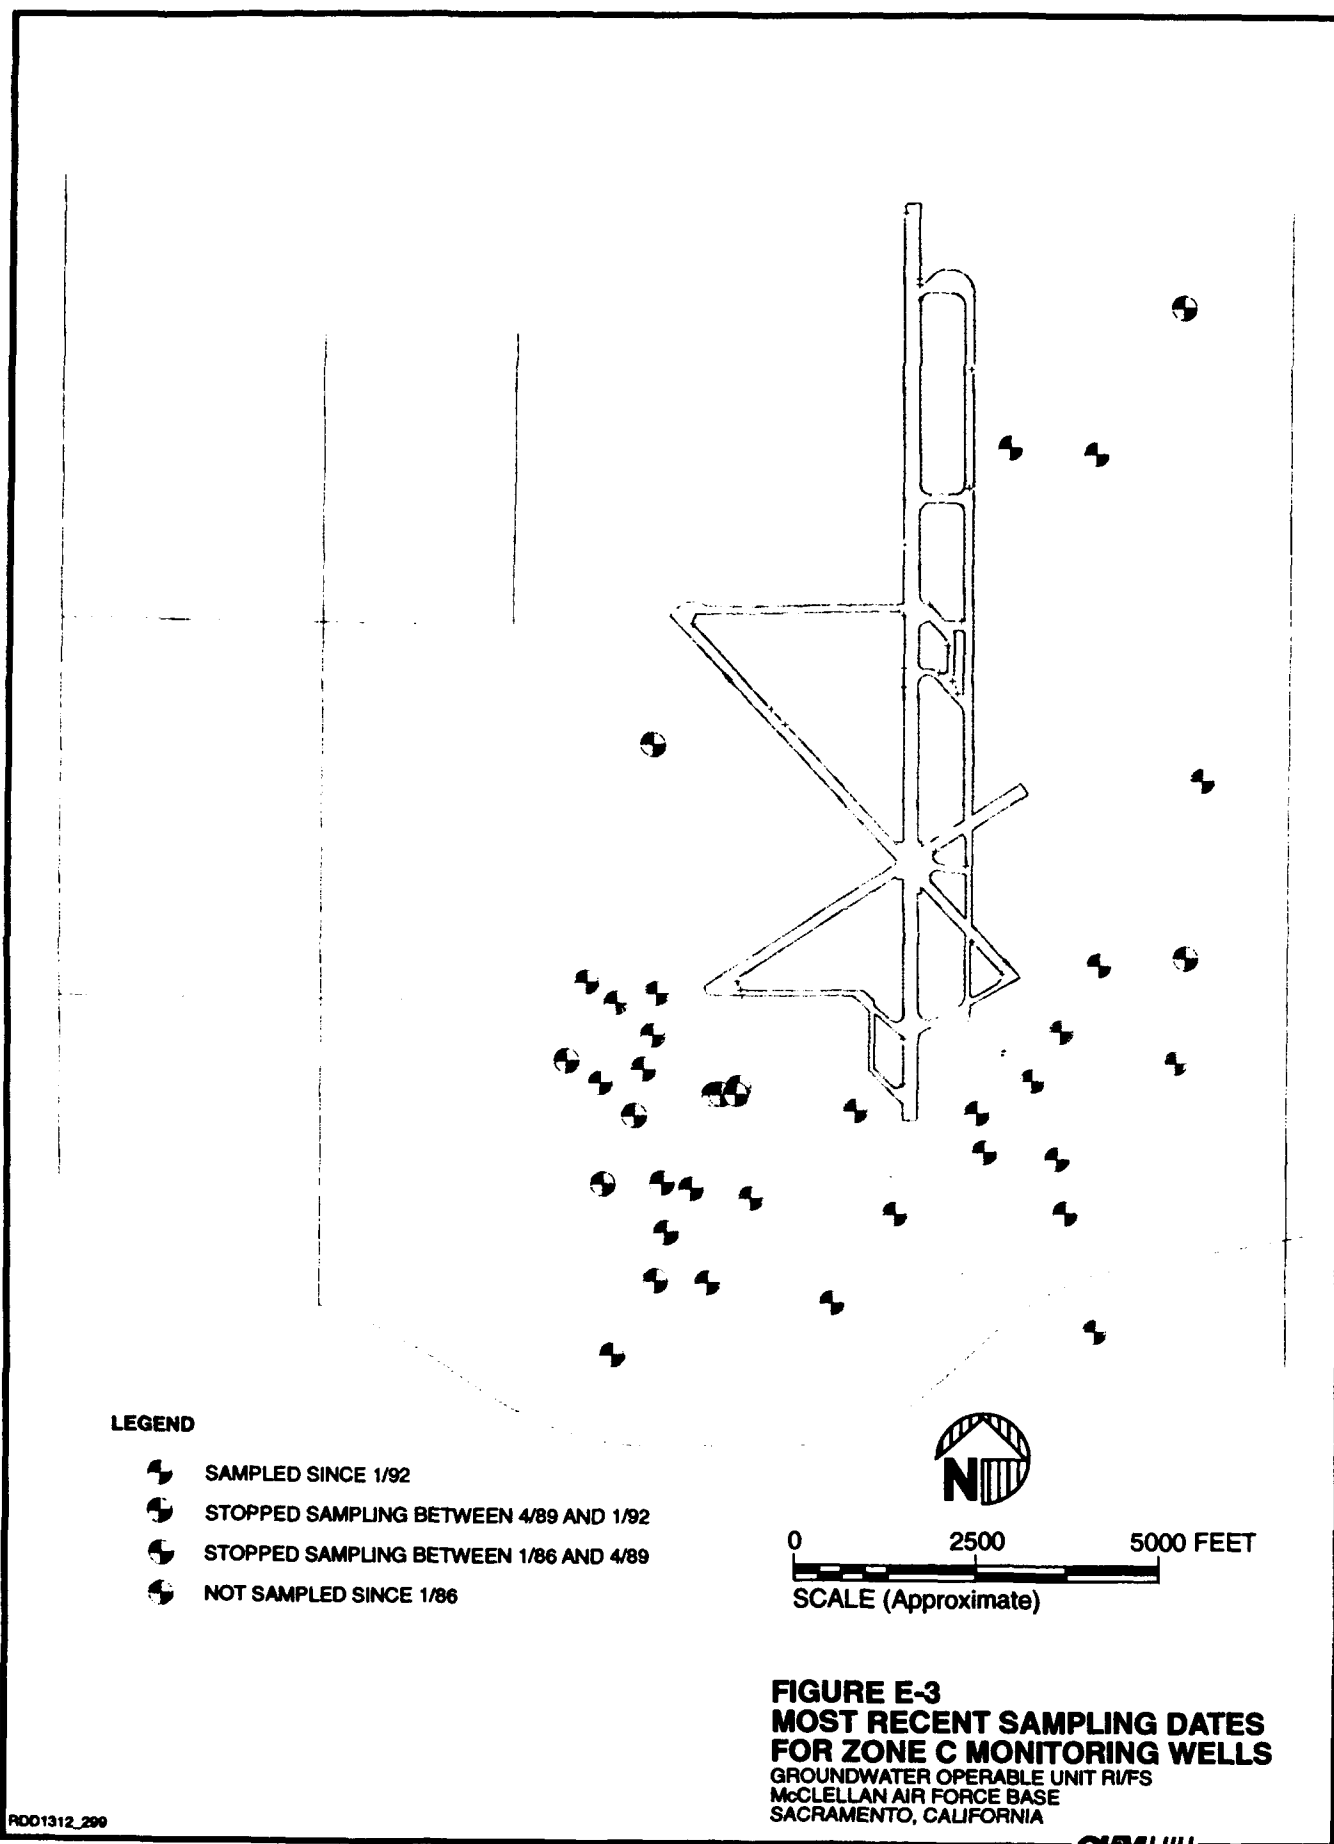 LEGEND
SAMPLED SINCE 1/92
STOPPED SAMPLING BETWEEN 4/89 AND 1/92
STOPPED SAMPLING BETWEEN 1/86 AND 4/89
NOT SAMPLED SINCE 1/86
N
0 2500 5000 FEET
SCALE (Approximate)
FIGURE E-3
MOST RECENT SAMPLING DATES
FOR ZONE C MONITORING WELLS
GROUNDWATER OPERABLE UNIT RI/FS
McCLELLAN AIR FORCE BASE
SACRAMENTO, CALIFORNIA
RDD1312_299